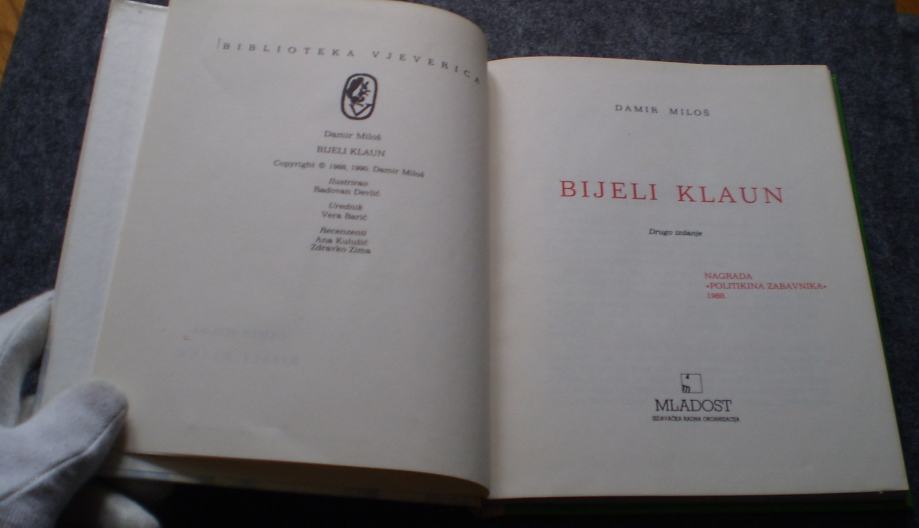 BIBLIOTEKA VJEVERICA
Damir Miloš
BIJELI KLAUN
Copyright © 1988, 1990. Damir Miloš
Ilustrirao
Radovan Devlić
Urednik
Vera Barić
Recenzenti
Ana Kulušić
Zdravko Zima
DAMIR MILOŠ
BIJELI KLAUN
Drugo izdanje
NAGRADA
»POLITIKINA ZABAVNIKA«
1988.
MLADOST
IZDAVAČKA RADNA ORGANIZACIJA